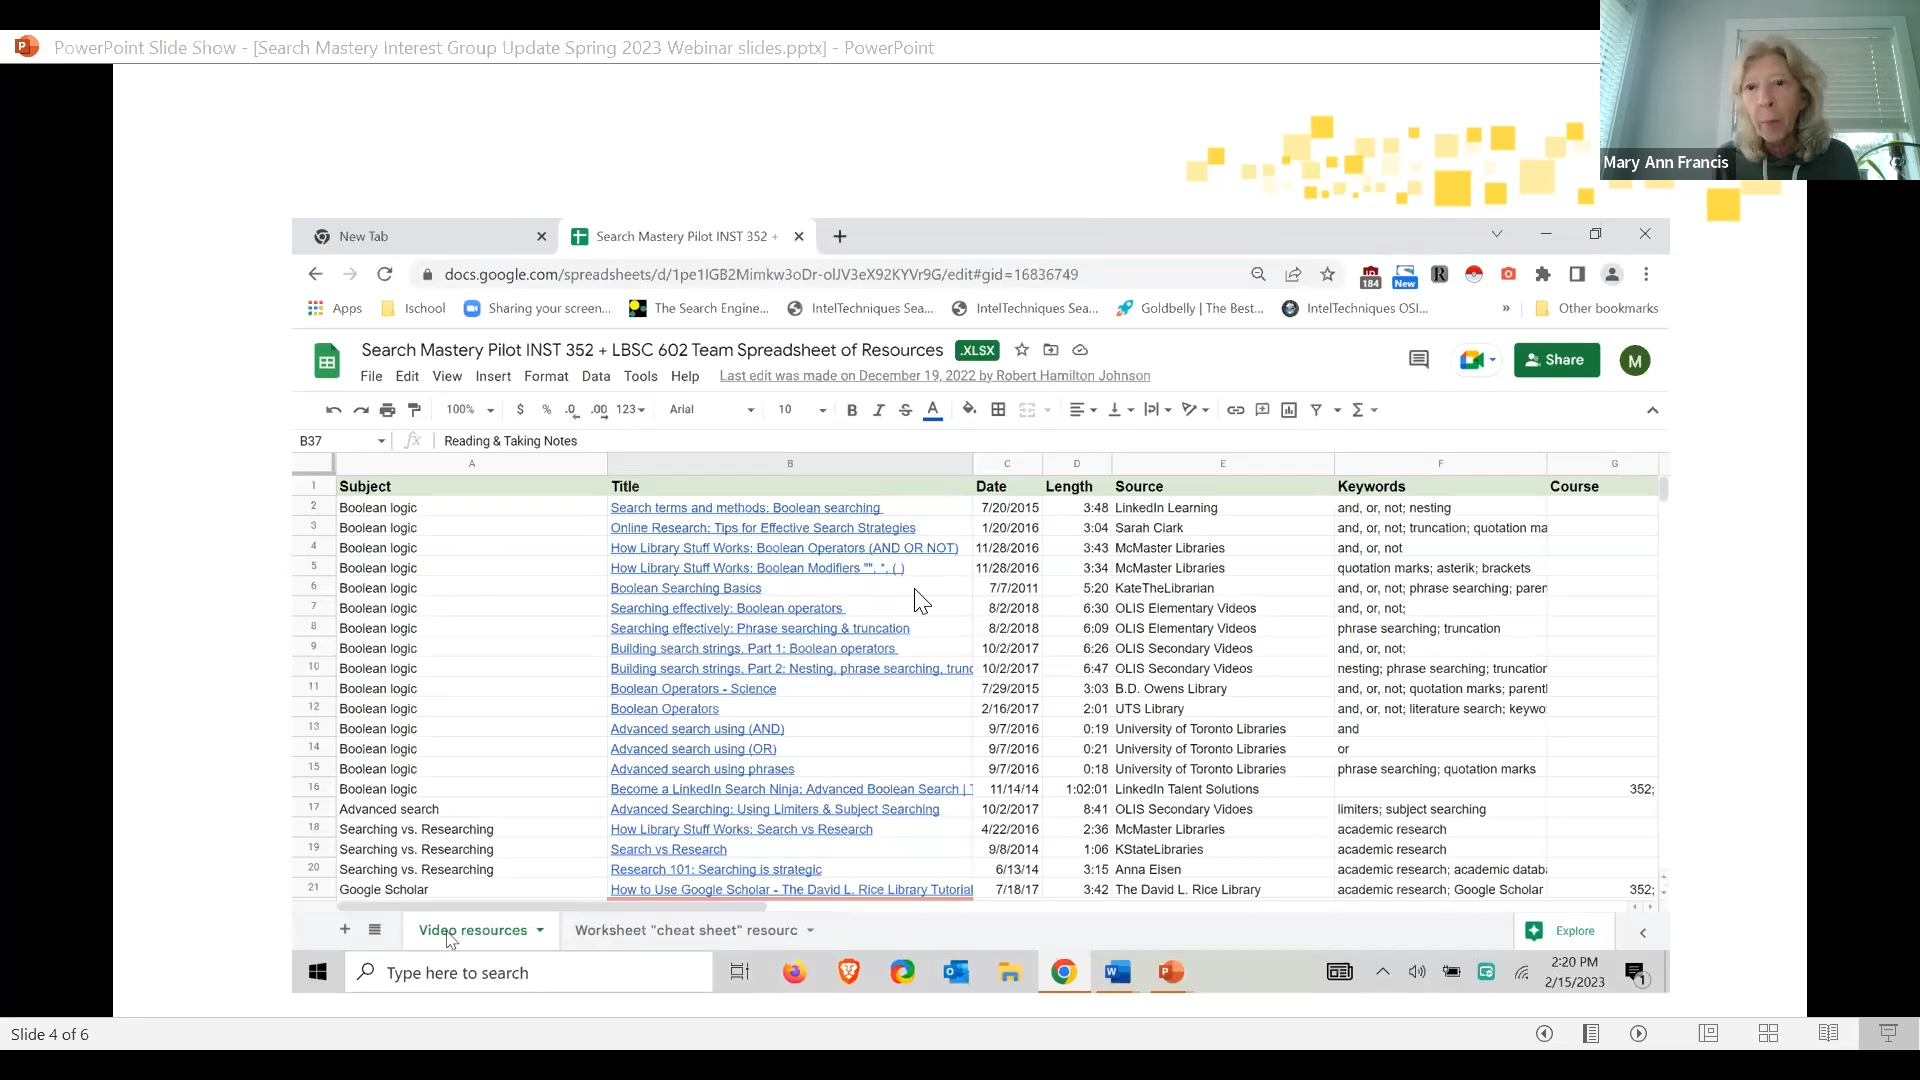 PowerPoint Slide Show - [Search Mastery Interest Group Update Spring 2023 Webinar slides.pptx] - PowerPoint
Mary Ann Francis
New Tab
Search Mastery Pilot INST 352 +
docs.google.com/spreadsheets/d/1pe1IGB2Mimkw3oDr-olJV3eX92KYVr9G/edit#gid=16836749
184
New
Apps Ischool Sharing your screen... The Search Engine... IntelTechniques Sea... IntelTechniques Sea... Goldbelly | The Best... IntelTechniques OSI... » Other bookmarks
Search Mastery Pilot INST 352 + LBSC 602 Team Spreadsheet of Resources .XLSX
Share
M
File Edit View Insert Format Data Tools Help Last edit was made on December 19, 2022 by Robert Hamilton Johnson
100% $ % .0 .00 123 Arial 10 B I S A
B37 fx Reading & Taking Notes
A B C D E F G
1 Subject Title Date Length Source Keywords Course
2 Boolean logic Search terms and methods: Boolean searching 7/20/2015 3:48 LinkedIn Learning and, or, not; nesting
3 Boolean logic Online Research: Tips for Effective Search Strategies 1/20/2016 3:04 Sarah Clark and, or, not; truncation; quotation ma
4 Boolean logic How Library Stuff Works: Boolean Operators (AND OR NOT) 11/28/2016 3:43 McMaster Libraries and, or, not
5 Boolean logic How Library Stuff Works: Boolean Modifiers "", *, ( ) 11/28/2016 3:34 McMaster Libraries quotation marks; asterik; brackets
6 Boolean logic Boolean Searching Basics 7/7/2011 5:20 KateTheLibrarian and, or, not; phrase searching; paren
7 Boolean logic Searching effectively: Boolean operators 8/2/2018 6:30 OLIS Elementary Videos and, or, not;
8 Boolean logic Searching effectively: Phrase searching & truncation 8/2/2018 6:09 OLIS Elementary Videos phrase searching; truncation
9 Boolean logic Building search strings, Part 1: Boolean operators 10/2/2017 6:26 OLIS Secondary Videos and, or, not;
10 Boolean logic Building search strings, Part 2: Nesting, phrase searching, trunc 10/2/2017 6:47 OLIS Secondary Videos nesting; phrase searching; truncation
11 Boolean logic Boolean Operators - Science 7/29/2015 3:03 B.D. Owens Library and, or, not; quotation marks; parent
12 Boolean logic Boolean Operators 2/16/2017 2:01 UTS Library and, or, not; literature search; keywo
13 Boolean logic Advanced search using (AND) 9/7/2016 0:19 University of Toronto Libraries and
14 Boolean logic Advanced search using (OR) 9/7/2016 0:21 University of Toronto Libraries or
15 Boolean logic Advanced search using phrases 9/7/2016 0:18 University of Toronto Libraries phrase searching; quotation marks
16 Boolean logic Become a LinkedIn Search Ninja: Advanced Boolean Search | T 11/14/14 1:02:01 LinkedIn Talent Solutions 352;
17 Advanced search Advanced Searching: Using Limiters & Subject Searching 10/2/2017 8:41 OLIS Secondary Vidoes limiters; subject searching
18 Searching vs. Researching How Library Stuff Works: Search vs Research 4/22/2016 2:36 McMaster Libraries academic research
19 Searching vs. Researching Search vs Research 9/8/2014 1:06 KStateLibraries academic research
20 Searching vs. Researching Research 101: Searching is strategic 6/13/14 3:15 Anna Eisen academic research; academic databa
21 Google Scholar How to Use Google Scholar - The David L. Rice Library Tutorial 7/18/17 3:42 The David L. Rice Library academic research; Google Scholar 352;
Video resources Worksheet "cheat sheet" resourc Explore
Type here to search
2:20 PM
2/15/2023
1
Slide 4 of 6